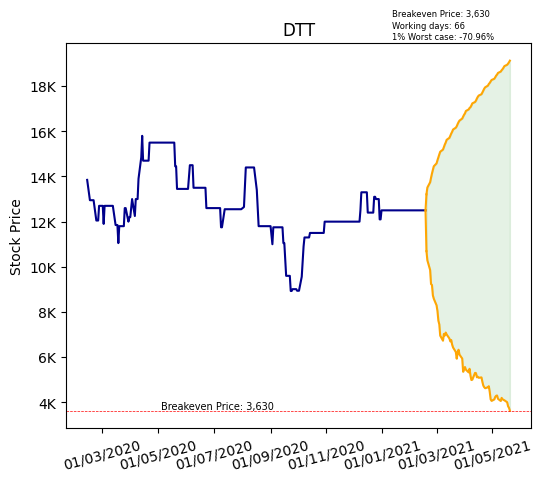 Breakeven Price: 3,630
Working days: 66
1% Worst case: -70.96%
DTT
Stock Price
18K
16K
14K
12K
10K
8K
6K
4K
Breakeven Price: 3,630
01/03/2020
01/05/2020
01/07/2020
01/09/2020
01/11/2020
01/01/2021
01/03/2021
01/05/2021